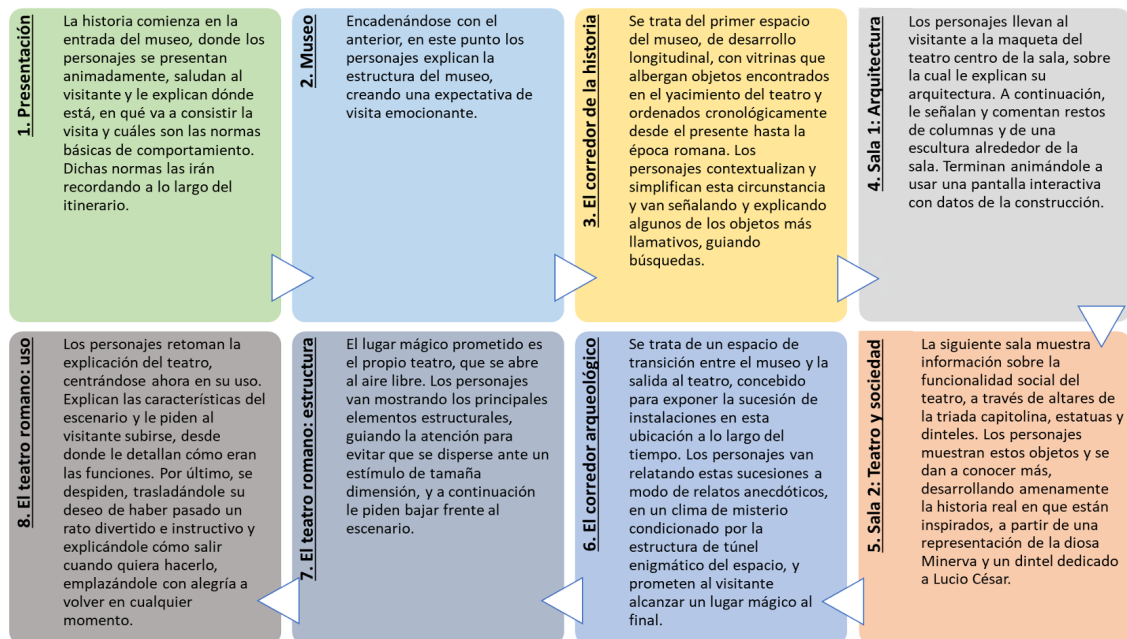 1. Presentación
La historia comienza en la
entrada del museo, donde los
personajes se presentan
animadamente, saludan al
visitante y le explican dónde
está, en qué va a consistir la
visita y cuáles son las normas
básicas de comportamiento.
Dichas normas las irán
recordando a lo largo del
itinerario.
2. Museo
Encadenándose con el
anterior, en este punto los
personajes explican la
estructura del museo,
creando una expectativa de
visita emocionante.
3. El corredor de la historia
Se trata del primer espacio
del museo, de desarrollo
longitudinal, con vitrinas que
albergan objetos encontrados
en el yacimiento del teatro y
ordenados cronológicamente
desde el presente hasta la
época romana. Los
personajes contextualizan y
simplifican esta circunstancia
y van señalando y explicando
algunos de los objetos más
llamativos, guiando
búsquedas.
4. Sala 1: Arquitectura
Los personajes llevan al
visitante a la maqueta del
teatro centro de la sala, sobre
la cual le explican su
arquitectura. A continuación,
le señalan y comentan restos
de columnas y de una
escultura alrededor de la
sala. Terminan animándole a
usar una pantalla interactiva
con datos de la construcción.
5. Sala 2: Teatro y sociedad
La siguiente sala muestra
información sobre la
funcionalidad social del
teatro, a través de altares de
la triada capitolina, estatuas y
dinteles. Los personajes
muestran estos objetos y se
dan a conocer más,
desarrollando amenamente
la historia real en que están
inspirados, a partir de una
representación de la diosa
Minerva y un dintel dedicado
a Lucio César.
6. El corredor arqueológico
Se trata de un espacio de
transición entre el museo y la
salida al teatro, concebido
para exponer la sucesión de
instalaciones en esta
ubicación a lo largo del
tiempo. Los personajes van
relatando estas sucesiones a
modo de relatos anecdóticos,
en un clima de misterio
condicionado por la
estructura de túnel
enigmático del espacio, y
prometen al visitante
alcanzar un lugar mágico al
final.
7. El teatro romano: estructura
El lugar mágico prometido es
el propio teatro, que se abre
al aire libre. Los personajes
van mostrando los principales
elementos estructurales,
guiando la atención para
evitar que se disperse ante un
estímulo de tamaña
dimensión, y a continuación
le piden bajar frente al
escenario.
8. El teatro romano: uso
Los personajes retoman la
explicación del teatro,
centrándose ahora en su uso.
Explican las características del
escenario y le piden al
visitante subirse, desde
donde le detallan cómo eran
las funciones. Por último, se
despiden, trasladándole su
deseo de haber pasado un
rato divertido e instructivo y
explicándole cómo salir
cuando quiera hacerlo,
emplazándole con alegría a
volver en cualquier
momento.